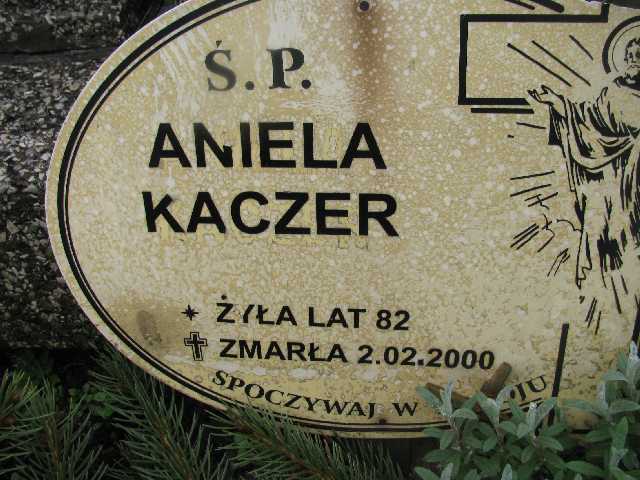 Ś.P.
ANIELA
KACZER
ŻYŁA LAT 82
ZMARŁA 2.02.2000
SPOCZYWAJ W